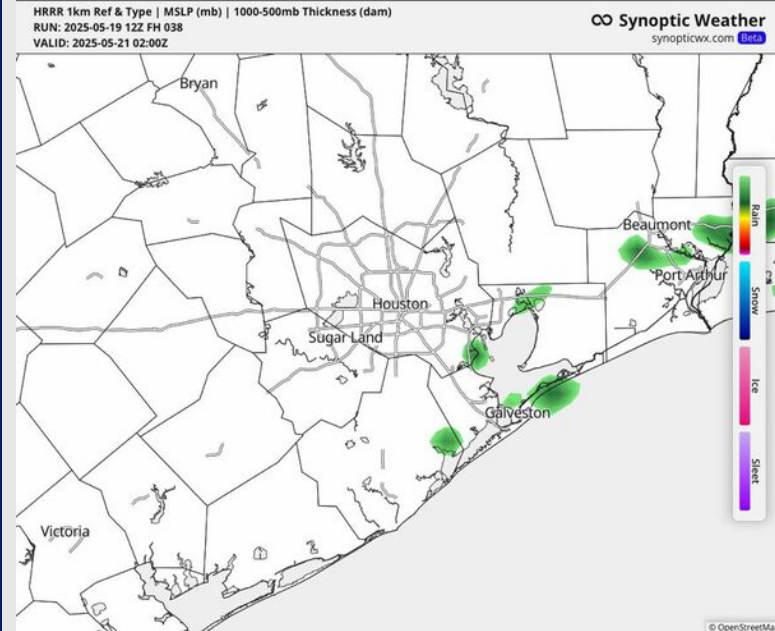 HRRR 1km Ref & Type | MSLP (mb) | 1000-500mb Thickness (dam)
RUN: 2025-05-19 12Z FH 038
VALID: 2025-05-21 02:00Z
Synoptic Weather
synopticwx.com Beta
Bryan
Beaumont
Rain
Port Arthur
Snow
Houston
Sugar Land
Ice
Galveston
Sleet
Victoria
© OpenStreetMa